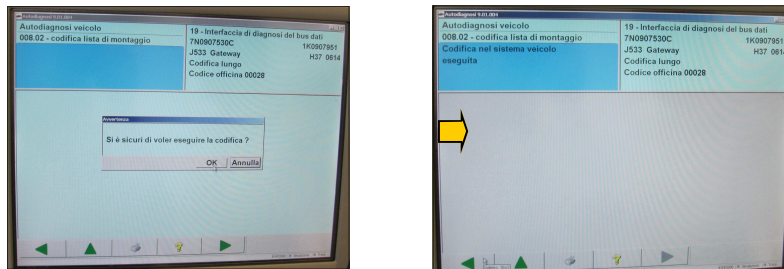 Autodiagnosi 9.01.004
Autodiagnosi veicolo
008.02 - codifica lista di montaggio
19 - Interfaccia di diagnosi del bus dati
7N0907530C
1K0907951
J533 Gateway
H37 0614
Codifica lungo
Codice officina 00028
Avvertenza
Si è sicuri di voler eseguire la codifica ?
OK
Annulla
Autodiagnosi 9.01.004
Autodiagnosi veicolo
008.02 - codifica lista di montaggio
Codifica nel sistema veicolo
eseguita
19 - Interfaccia di diagnosi del bus dati
7N0907530C
1K0907951
J533 Gateway
H37 0614
Codifica lungo
Codice officina 00028